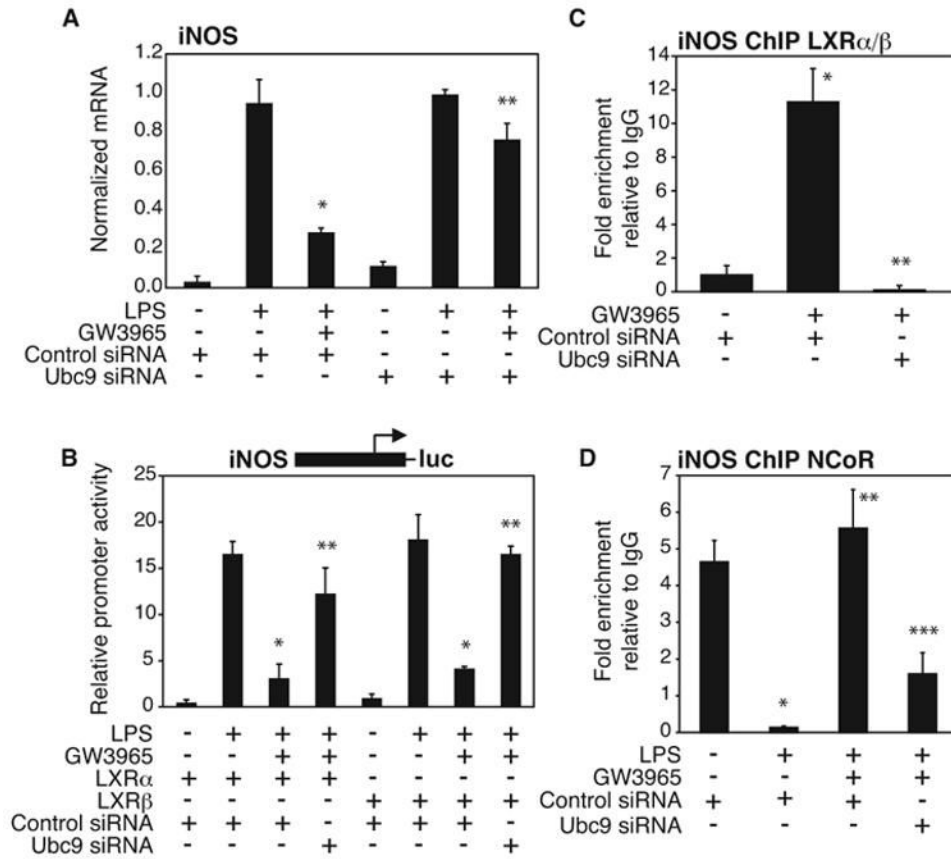 A
iNOS
Normalized mRNA
1.2
1.0
0.8
0.6
0.4
0.2
0.0
*
**
LPS - + + - + +
GW3965 - - + - - +
Control siRNA + + + - - -
Ubc9 siRNA - - - + + +
C
iNOS ChIP LXRα/β
Fold enrichment
relative to IgG
14
12
10
8
6
4
2
0
*
**
GW3965 - + +
Control siRNA + + -
Ubc9 siRNA - - +
B
iNOS luc
Relative promoter activity
25
20
15
10
5
0
*
**
*
**
LPS - + + + - + + +
GW3965 - - + + - - + +
LXRα + + + + - - - -
LXRβ - - - - + + + +
Control siRNA + + + - + + + -
Ubc9 siRNA - - - + - - - +
D
iNOS ChIP NCoR
Fold enrichment
relative to IgG
7
6
5
4
3
2
1
0
*
**
***
LPS - + + +
GW3965 - - + +
Control siRNA + + + -
Ubc9 siRNA - - - +